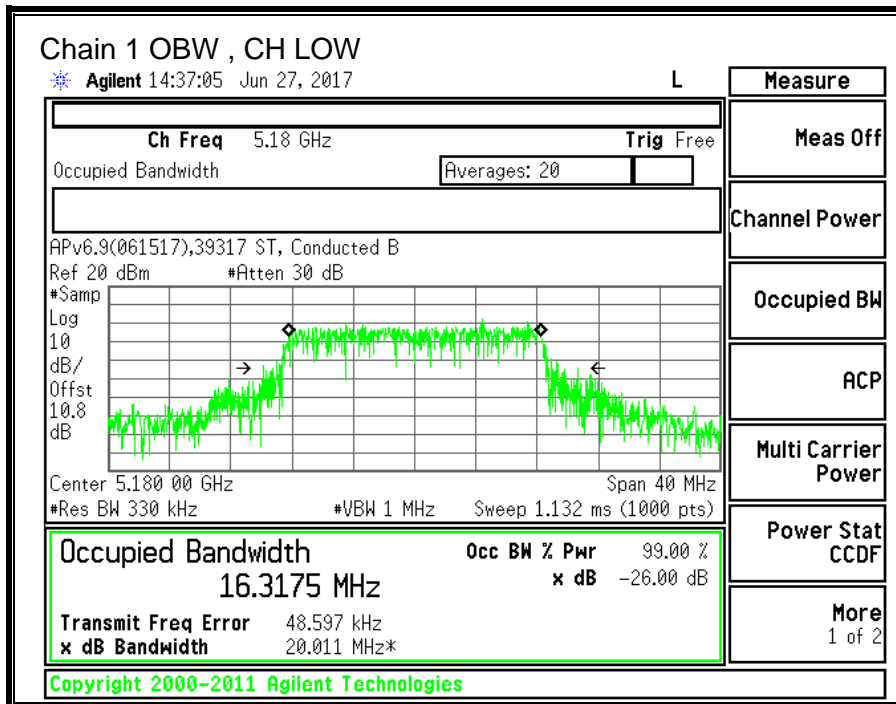 Chain 1 OBW , CH LOW
Agilent 14:37:05 Jun 27, 2017 L
Measure
Meas Off
Channel Power
Occupied BW
ACP
Multi Carrier
Power
Power Stat
CCDF
More
1 of 2
Ch Freq 5.18 GHz Trig Free
Occupied Bandwidth Averages: 20
APv6.9(061517),39317 ST, Conducted B
Ref 20 dBm #Atten 30 dB
#Samp
Log
10
dB/
Offst
10.8
dB
Center 5.180 00 GHz Span 40 MHz
#Res BW 330 kHz #VBW 1 MHz Sweep 1.132 ms (1000 pts)
Occupied Bandwidth Occ BW % Pwr 99.00 %
16.3175 MHz x dB -26.00 dB
Transmit Freq Error 48.597 kHz
x dB Bandwidth 20.011 MHz*
Copyright 2000-2011 Agilent Technologies